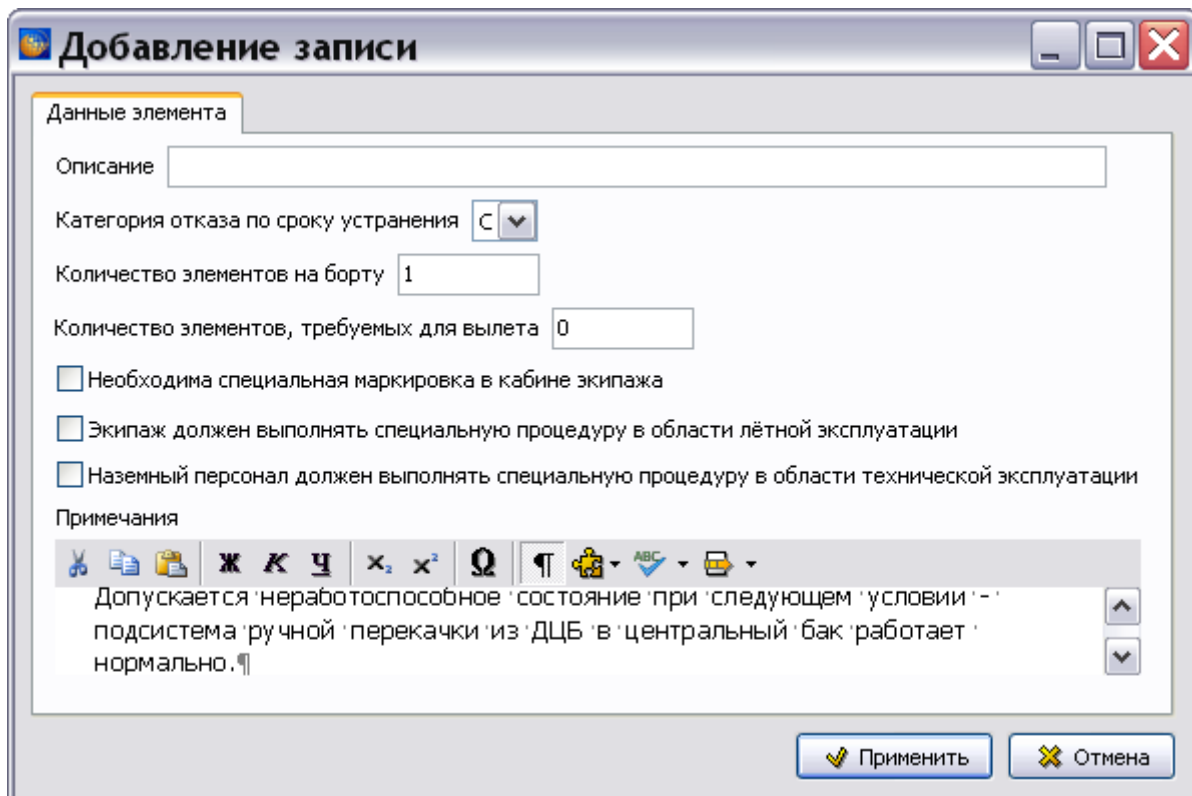 Добавление записи
Данные элемента
Описание
Категория отказа по сроку устранения C
Количество элементов на борту 1
Количество элементов, требуемых для вылета 0
Необходима специальная маркировка в кабине экипажа
Экипаж должен выполнять специальную процедуру в области лётной эксплуатации
Наземный персонал должен выполнять специальную процедуру в области технической эксплуатации
Примечания
Ж К Ч x₂ x² Ω ¶ ABC
Допускается·неработоспособное·состояние·при·следующем·условии·-·
подсистема·ручной·перекачки·из·ДЦБ·в·центральный·бак·работает·
нормально.¶
Применить Отмена